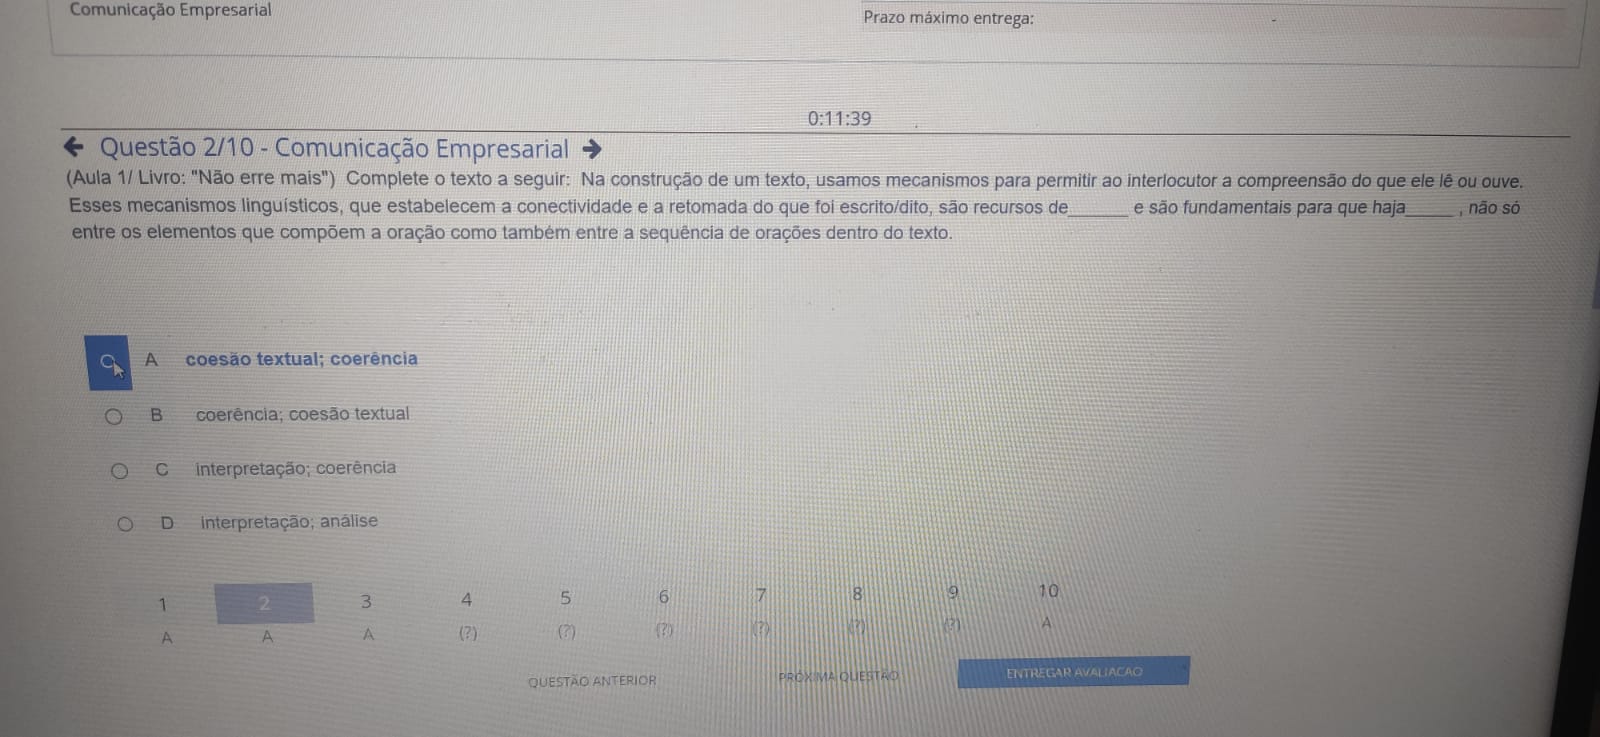 Comunicação Empresarial
Prazo máximo entrega:
-
0:11:39
Questão 2/10 - Comunicação Empresarial
(Aula 1/ Livro: "Não erre mais") Complete o texto a seguir: Na construção de um texto, usamos mecanismos para permitir ao interlocutor a compreensão do que ele lê ou ouve.
Esses mecanismos linguísticos, que estabelecem a conectividade e a retomada do que foi escrito/dito, são recursos de______ e são fundamentais para que haja_____ , não só
entre os elementos que compõem a oração como também entre a sequência de orações dentro do texto.
A coesão textual; coerência
B coerência; coesão textual
C interpretação; coerência
D interpretação; análise
1 2 3 4 5 6 7 8 9 10
A A A (?) (?) (?) (?) (?) (?) A
QUESTÃO ANTERIOR PRÓXIMA QUESTÃO ENTREGAR AVALIACAO